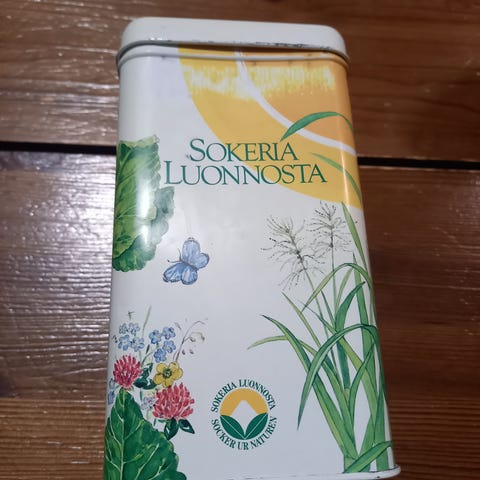 SOKERIA
LUONNOSTA
SOKERIA LUONNOSTA
SOCKER UR NATUREN